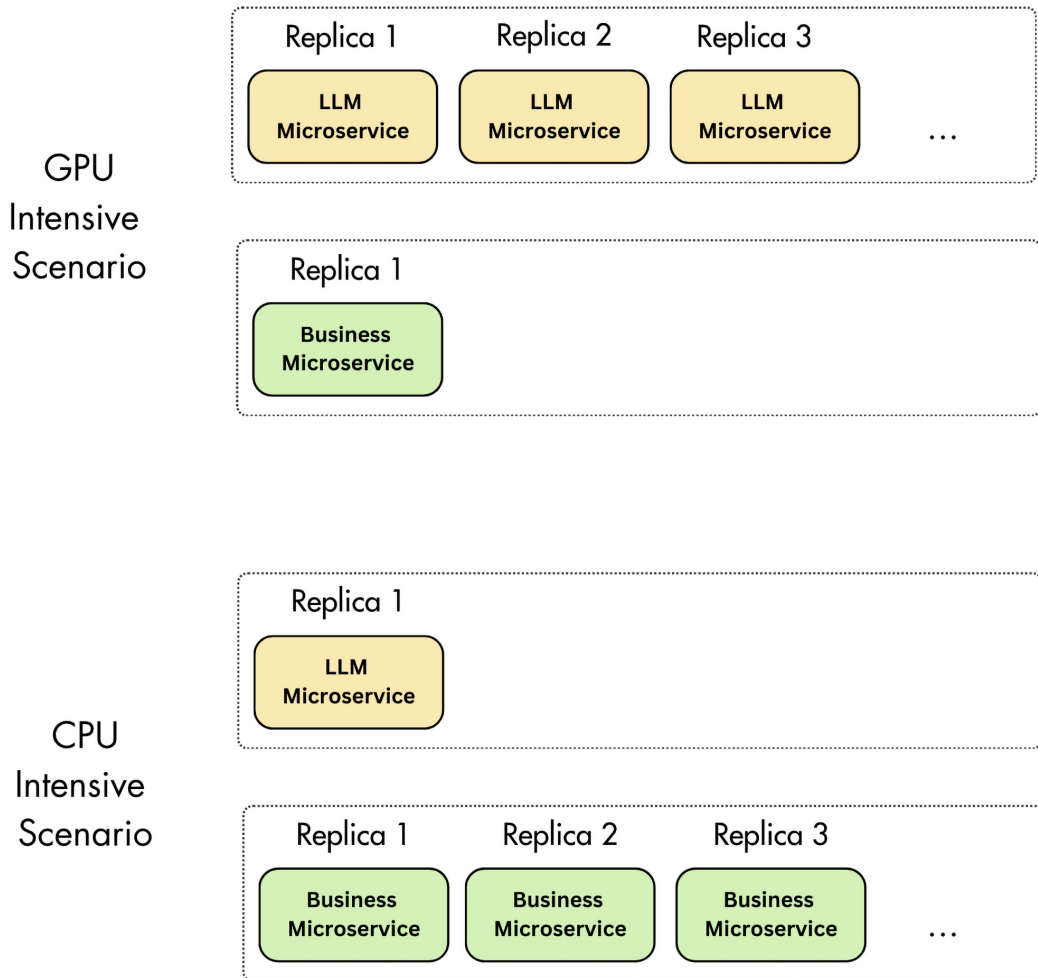 Replica 1
Replica 2
Replica 3
LLM
Microservice
LLM
Microservice
LLM
Microservice
...
GPU
Intensive
Scenario
Replica 1
Business
Microservice
Replica 1
LLM
Microservice
CPU
Intensive
Scenario
Replica 1
Replica 2
Replica 3
Business
Microservice
Business
Microservice
Business
Microservice
...